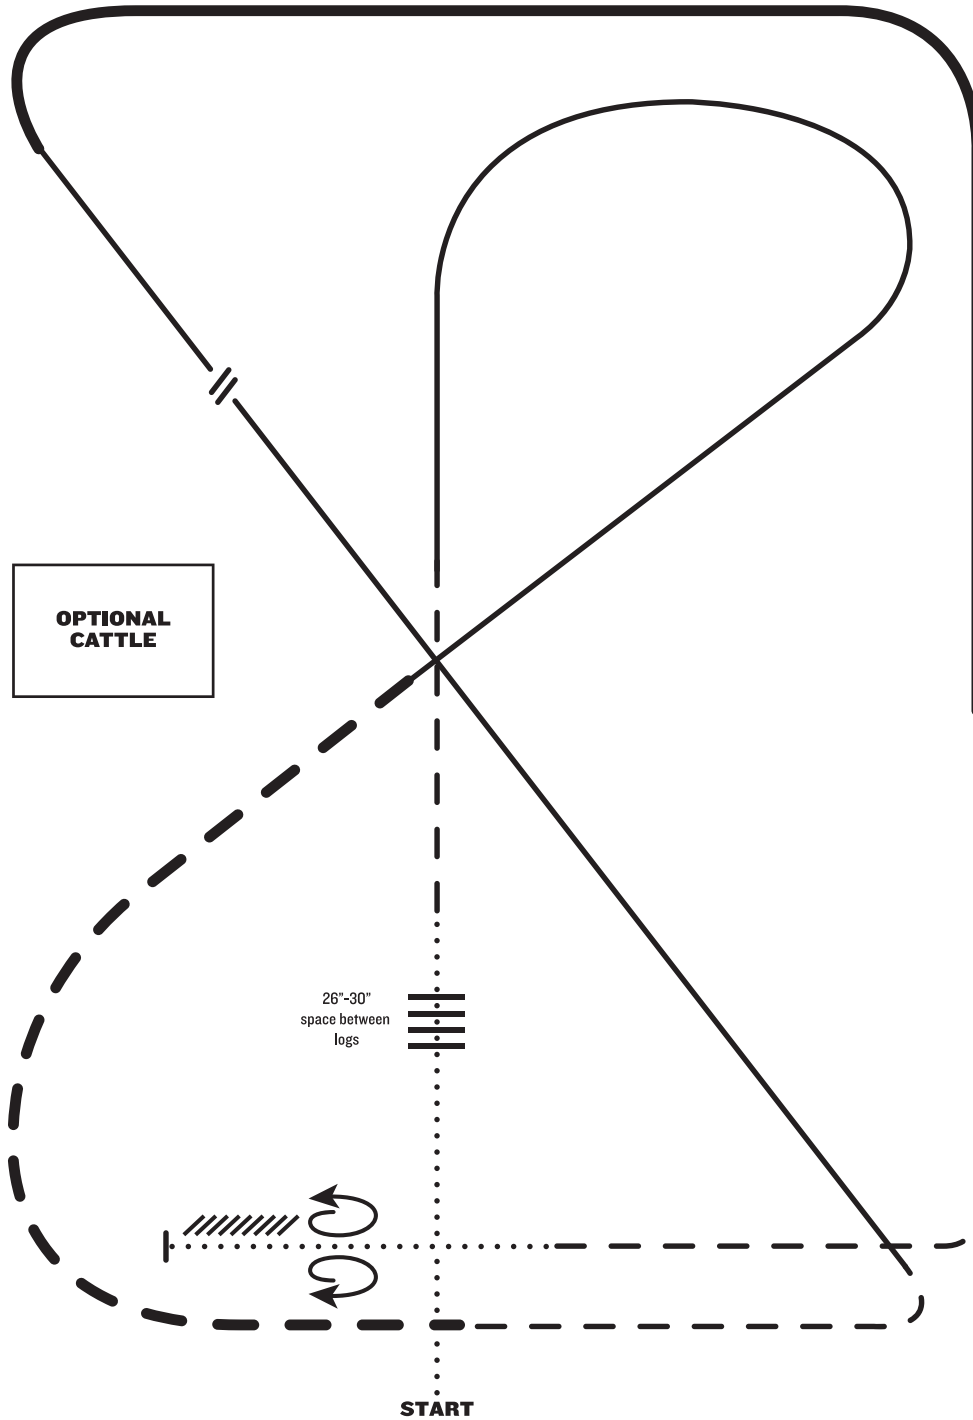 OPTIONAL
CATTLE
26”-30”
space between
logs
START